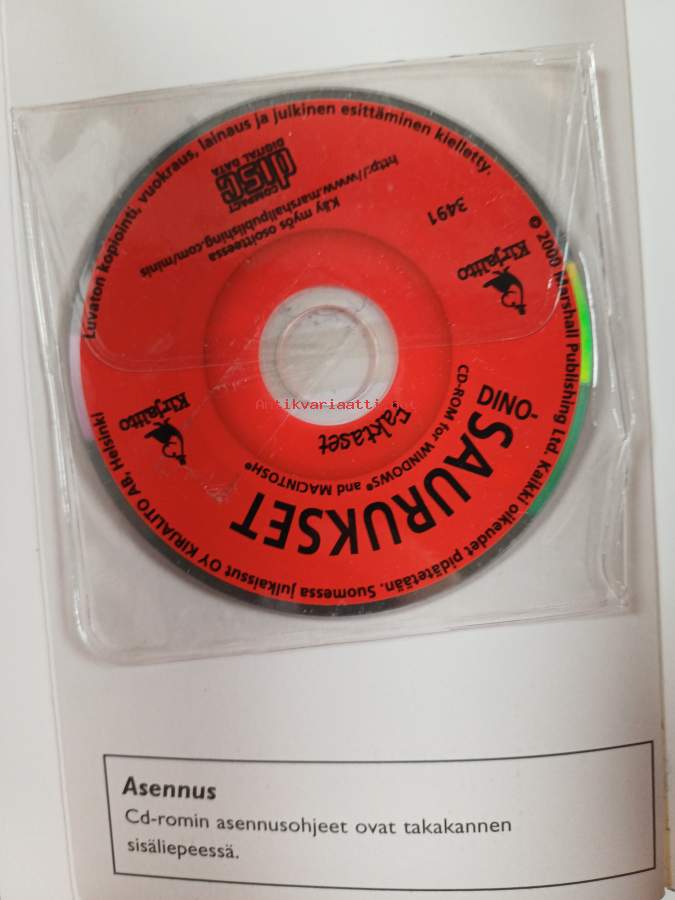 Luvaton kopiointi, vuokraus, lainaus ja julkinen esittäminen kielletty.
© 2000 Marshall Publishing Ltd. Kaikki oikeudet pidätetään. Suomessa julkaissut OY KIRJALITO AB, Helsinki
DINO-
SAURUKSET
CD-ROM for WINDOWS® and MACINTOSH®
Faktaset
Kirjalito
Kirjalito
3491
Käy myös osoitteessa
http://www.marshallpublishing.com/minis
COMPACT
disc
DIGITAL DATA
Antikvariaatti.net
Asennus
Cd-romin asennusohjeet ovat takakannen
sisäliepeessä.